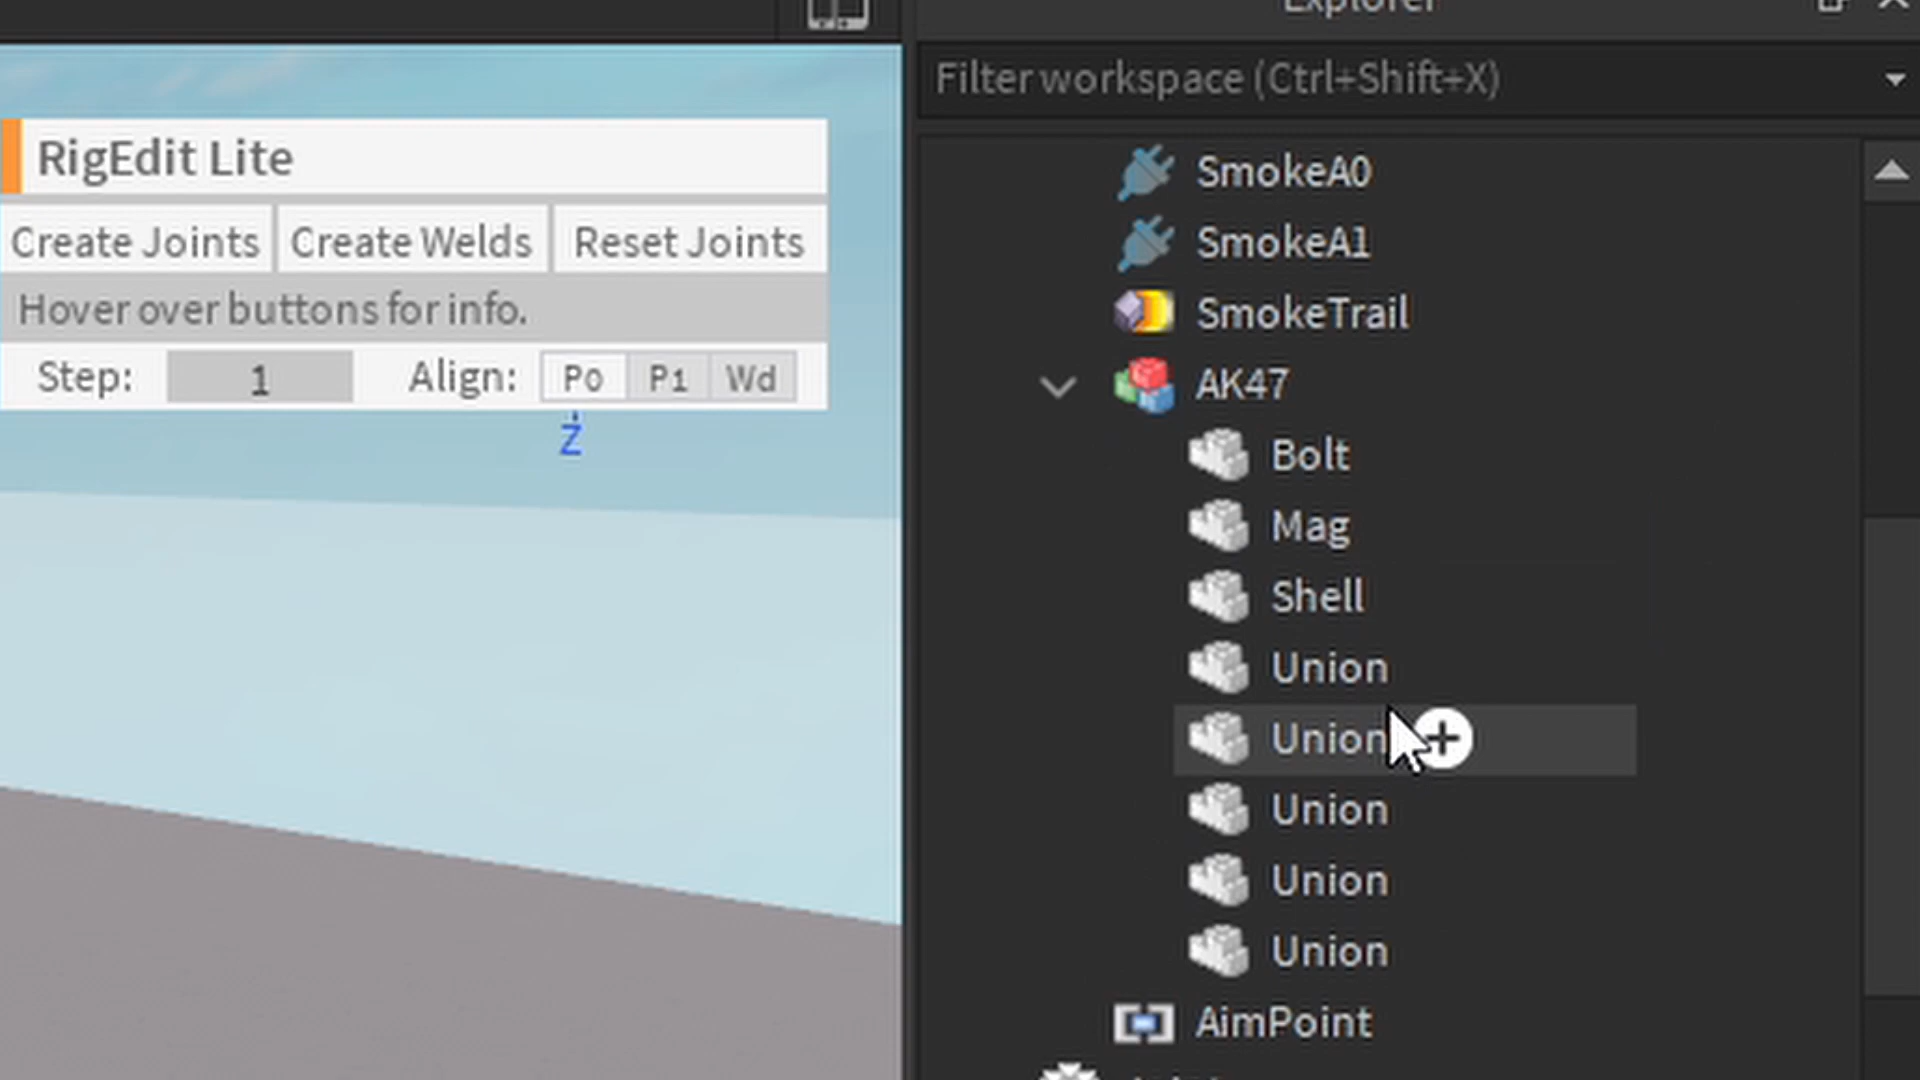 Explorer
Filter workspace (Ctrl+Shift+X)
RigEdit Lite
Create Joints
Create Welds
Reset Joints
Hover over buttons for info.
Step: 1 Align: P0 P1 Wd
Z
SmokeA0
SmokeA1
SmokeTrail
AK47
Bolt
Mag
Shell
Union
Union
Union
Union
Union
AimPoint